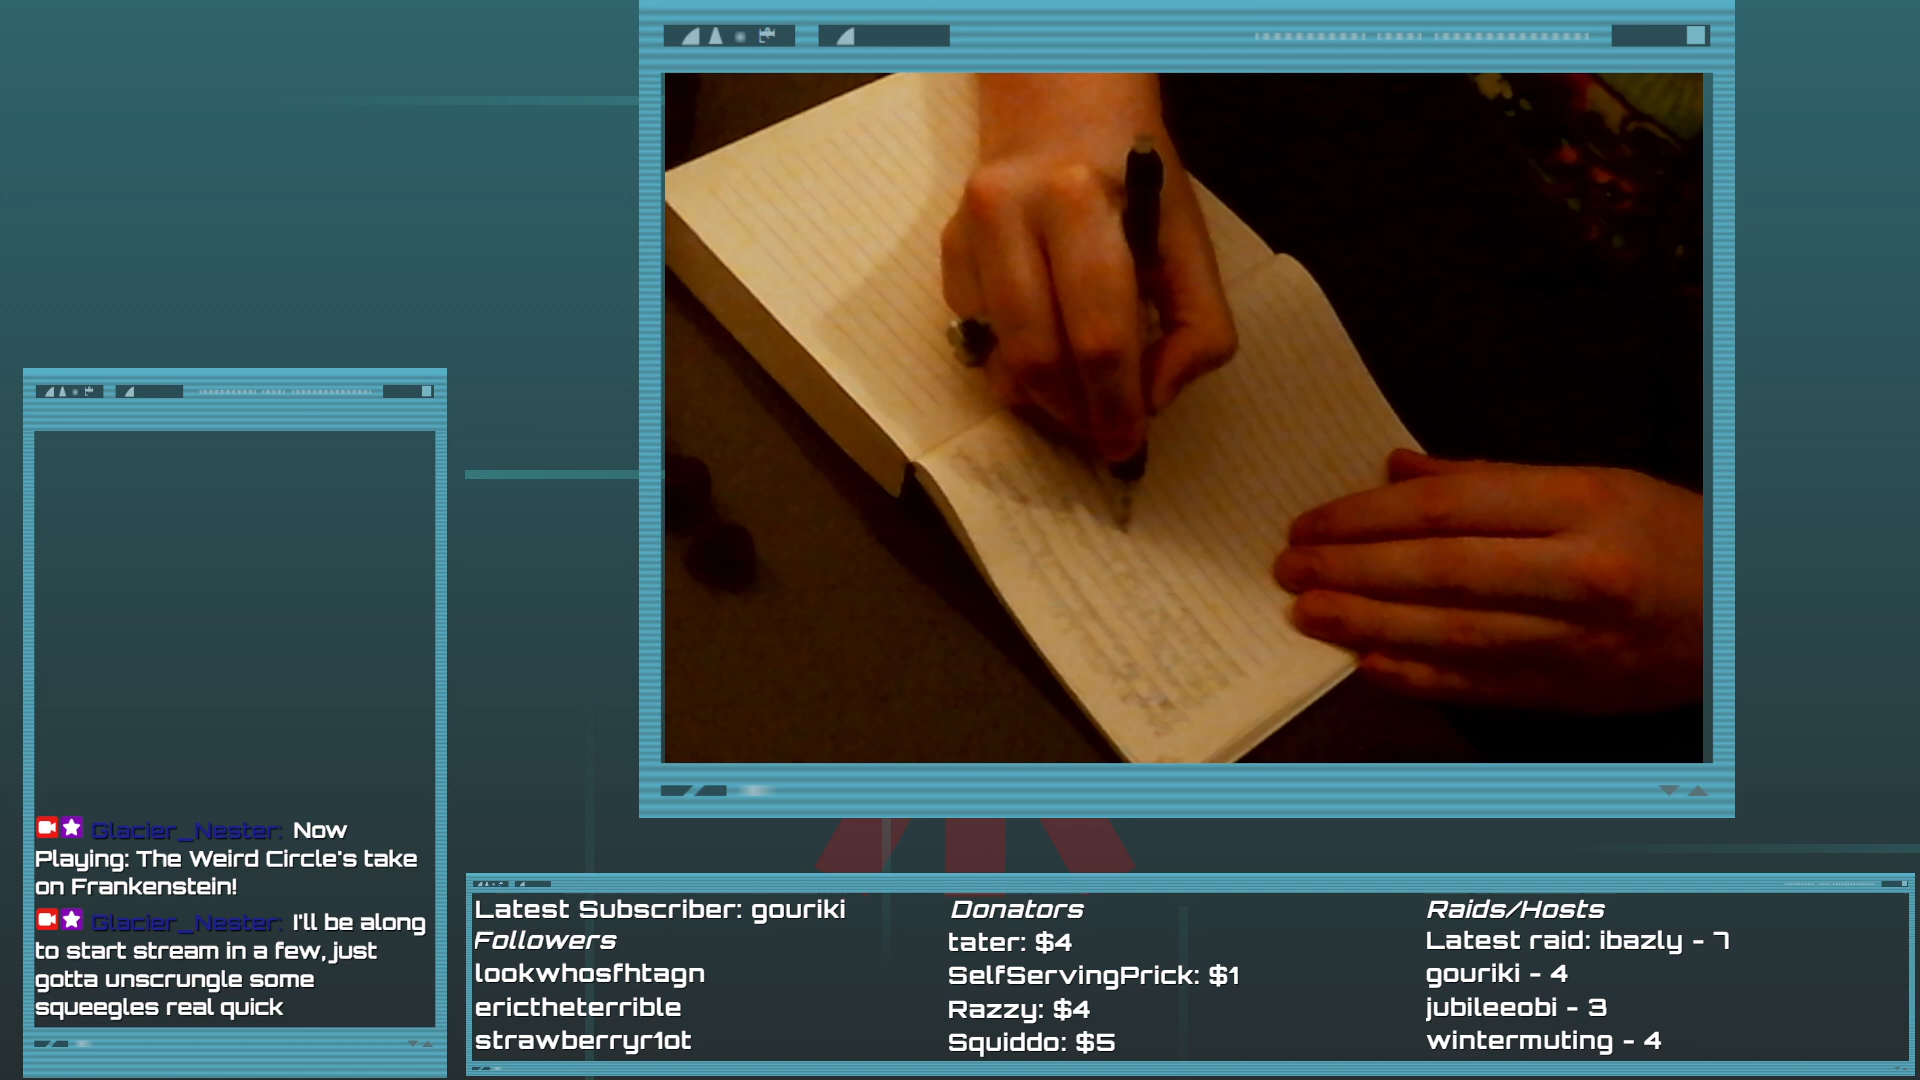 Glacier_Nester: Now
Playing: The Weird Circle's take
on Frankenstein!
Glacier_Nester: I'll be along
to start stream in a few, just
gotta unscrungle some
squeegles real quick
Latest Subscriber: gouriki
Followers
lookwhosfhtagn
erictheterrible
strawberryr1ot
Donators
tater: $4
SelfServingPrick: $1
Razzy: $4
Squiddo: $5
Raids/Hosts
Latest raid: ibazly - 7
gouriki - 4
jubileeobi - 3
wintermuting - 4